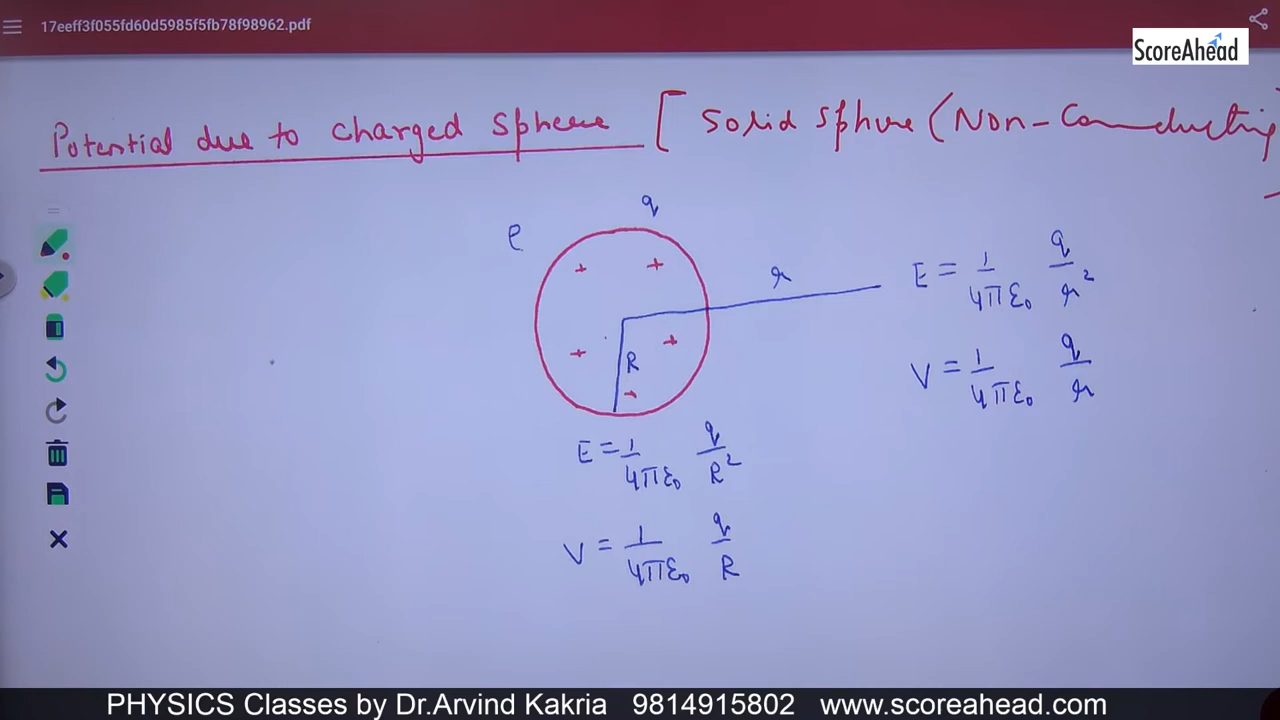 17eeff3f055fd60d5985f5fb78f98962.pdf
ScoreAhead
Potential due to charged sphere [ Solid sphere (Non-Conducting
q
ρ
r
E = 1/4πε₀ q/r²
R
V = 1/4πε₀ q/r
E = 1/4πε₀ q/R²
V = 1/4πε₀ q/R
PHYSICS Classes by Dr.Arvind Kakria 9814915802 www.scoreahead.com